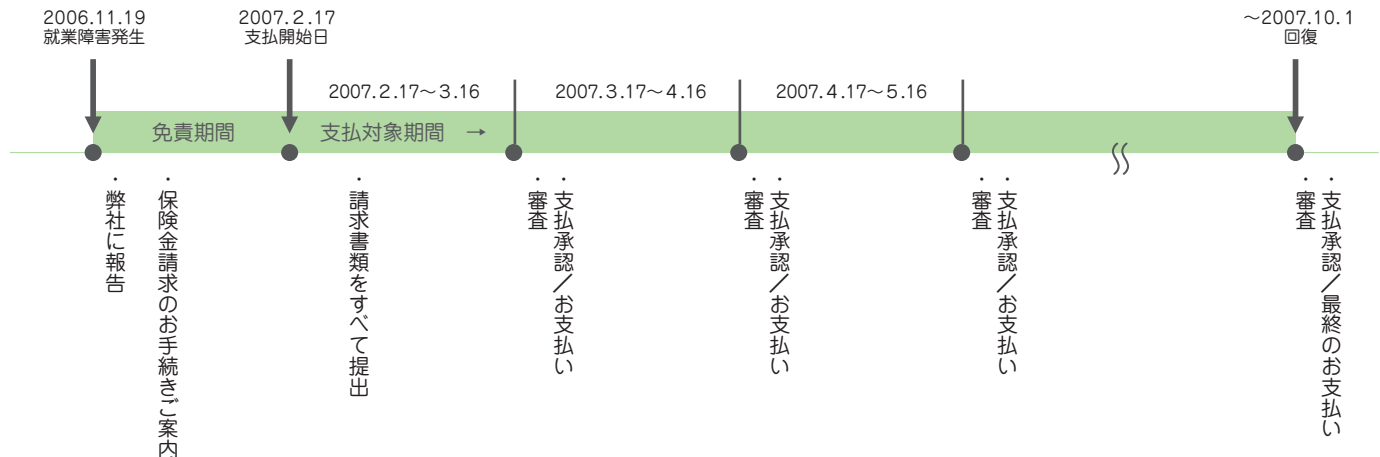 2006.11.19
就業障害発生
2007.2.17
支払開始日
～2007.10.1
回復
2007.2.17～3.16
2007.3.17～4.16
2007.4.17～5.16
免責期間
支払対象期間 →
・弊社に報告
・保険金請求のお手続きご案内
・請求書類をすべて提出
・審査
・支払承認／お支払い
・審査
・支払承認／お支払い
・審査
・支払承認／お支払い
・審査
・支払承認／最終のお支払い